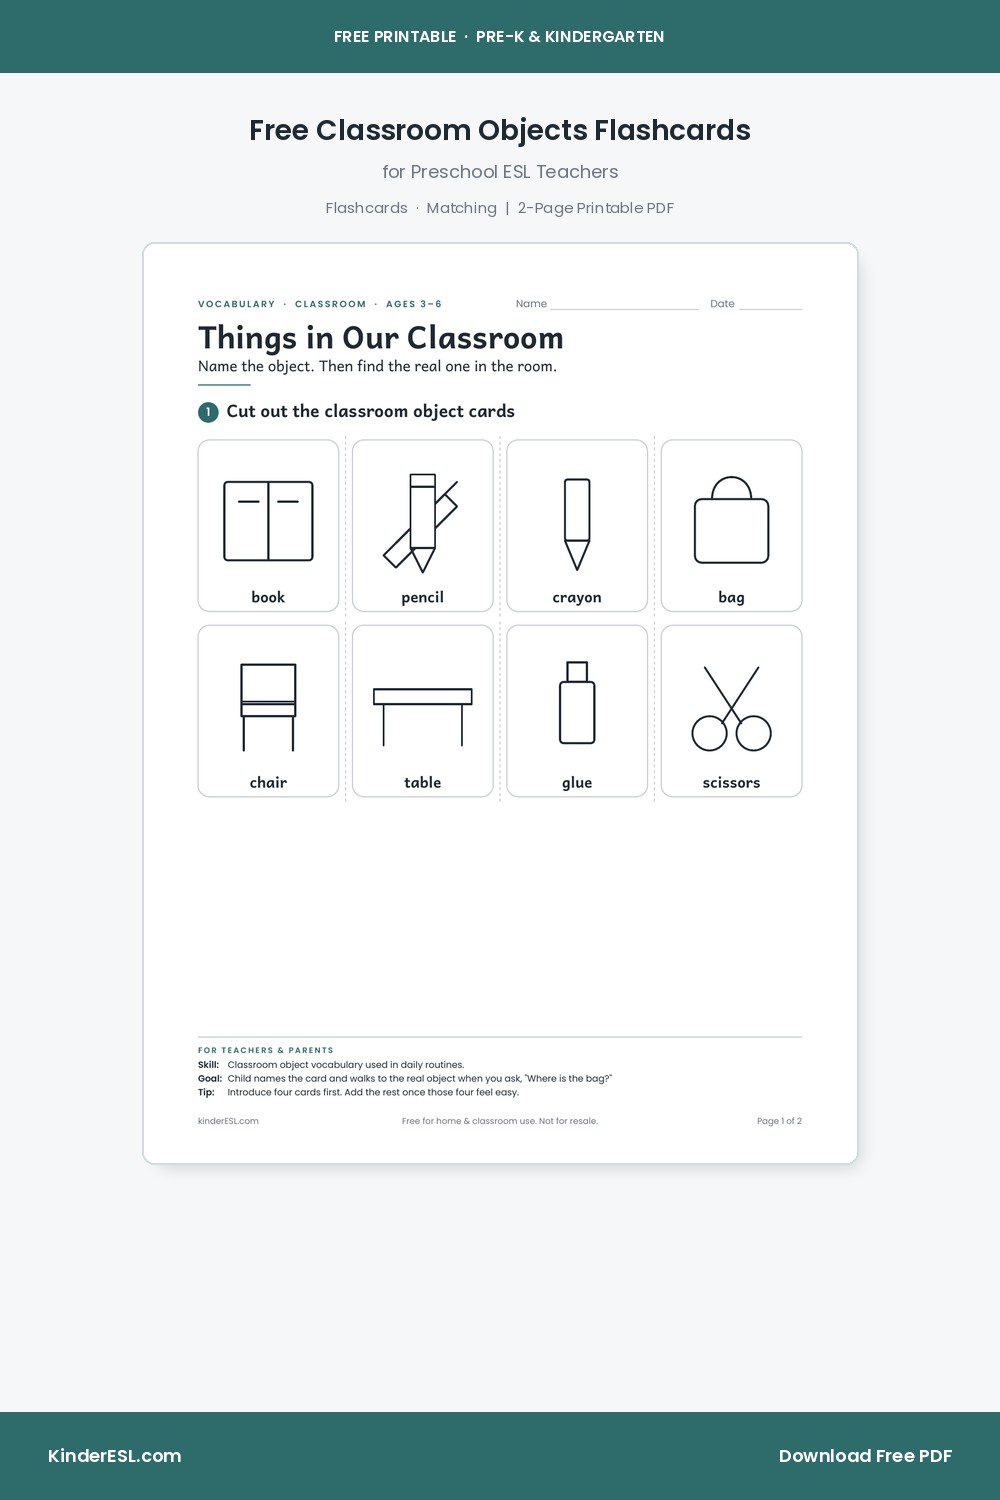 FREE PRINTABLE · PRE-K & KINDERGARTEN
Free Classroom Objects Flashcards
for Preschool ESL Teachers
Flashcards · Matching | 2-Page Printable PDF
VOCABULARY · CLASSROOM · AGES 3–6 Name Date
Things in Our Classroom
Name the object. Then find the real one in the room.
1 Cut out the classroom object cards
book pencil crayon bag
chair table glue scissors
FOR TEACHERS & PARENTS
Skill: Classroom object vocabulary used in daily routines.
Goal: Child names the card and walks to the real object when you ask, "Where is the bag?"
Tip: Introduce four cards first. Add the rest once those four feel easy.
kinderESL.com Free for home & classroom use. Not for resale. Page 1 of 2
KinderESL.com Download Free PDF